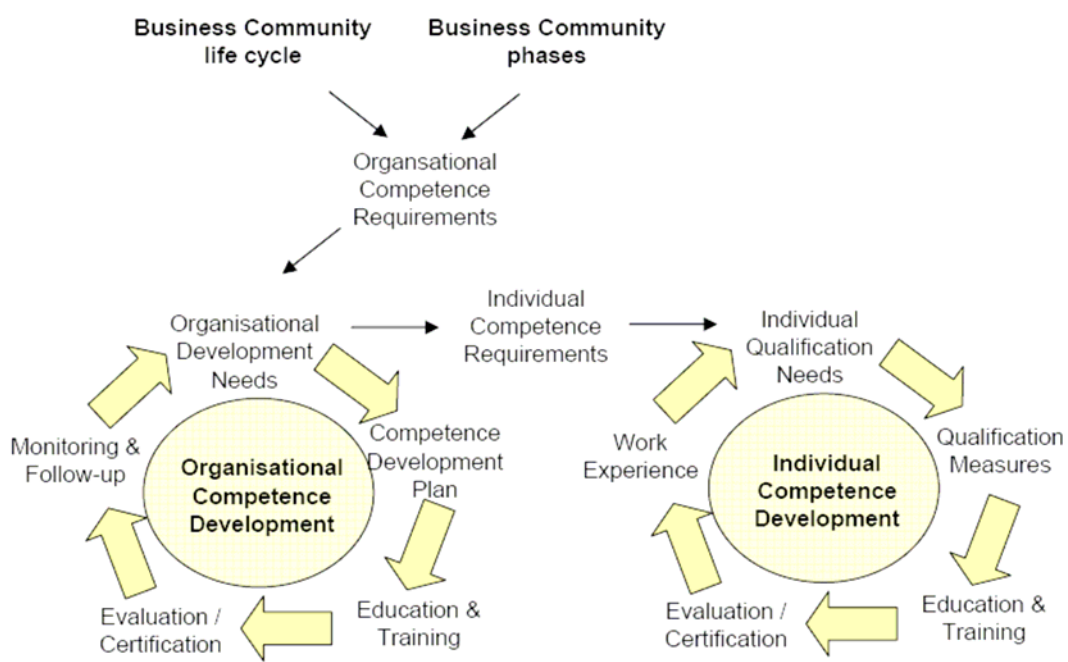 Business Community
life cycle
Business Community
phases
Organsational
Competence
Requirements
Organisational
Development
Needs
Individual
Competence
Requirements
Individual
Qualification
Needs
Monitoring &
Follow-up
Organisational
Competence
Development
Competence
Development
Plan
Work
Experience
Individual
Competence
Development
Qualification
Measures
Evaluation /
Certification
Education &
Training
Evaluation /
Certification
Education &
Training